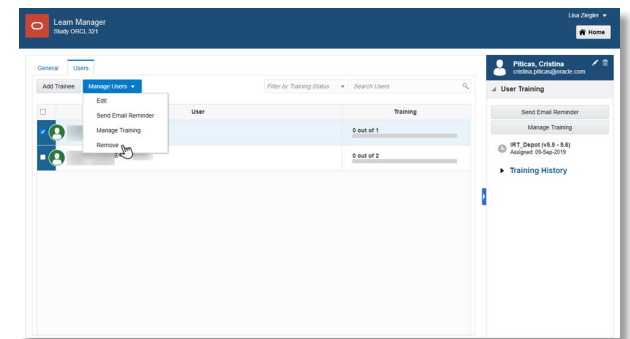 Lisa Ziegler
Learn Manager
Study ORCL 321
Home
General Users
Add Trainee Manage Users Filter by Training Status Search Users
Edit
Send Email Reminder
Manage Training
Remove
User Training
0 out of 1
0 out of 2
Piticas, Cristina
cristina.piticas@oracle.com
User Training
Send Email Reminder
Manage Training
IRT_Depot (v5.5 - 5.6)
Assigned: 09-Sep-2019
Training History